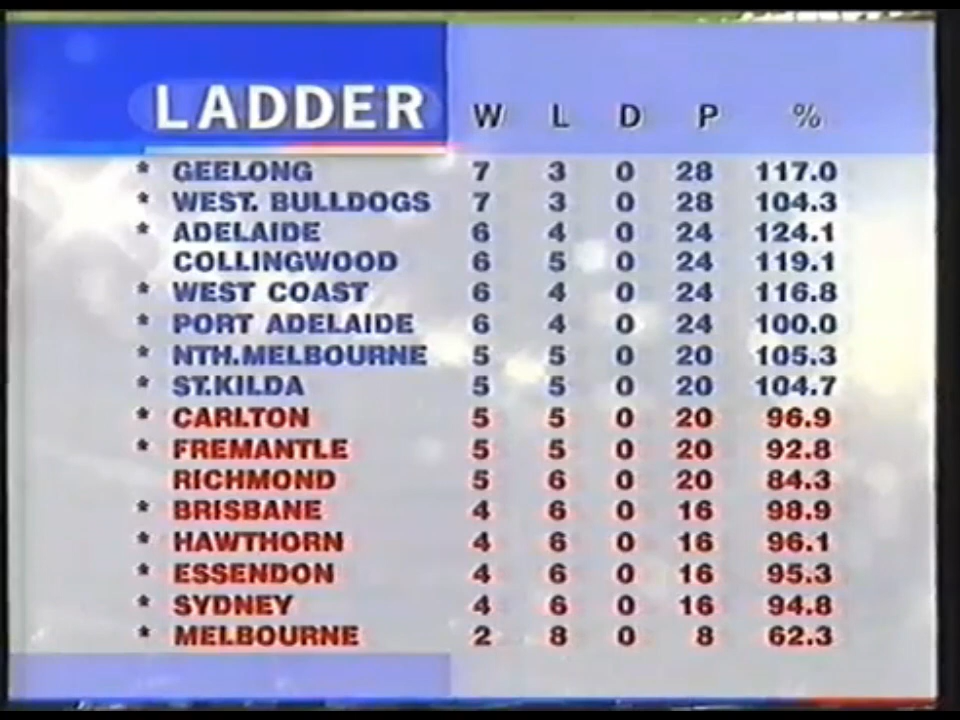 LADDER W L D P %
* GEELONG 7 3 0 28 117.0
* WEST. BULLDOGS 7 3 0 28 104.3
* ADELAIDE 6 4 0 24 124.1
COLLINGWOOD 6 5 0 24 119.1
* WEST COAST 6 4 0 24 116.8
* PORT ADELAIDE 6 4 0 24 100.0
* NTH.MELBOURNE 5 5 0 20 105.3
* ST.KILDA 5 5 0 20 104.7
* CARLTON 5 5 0 20 96.9
* FREMANTLE 5 5 0 20 92.8
RICHMOND 5 6 0 20 84.3
* BRISBANE 4 6 0 16 98.9
* HAWTHORN 4 6 0 16 96.1
* ESSENDON 4 6 0 16 95.3
* SYDNEY 4 6 0 16 94.8
* MELBOURNE 2 8 0 8 62.3